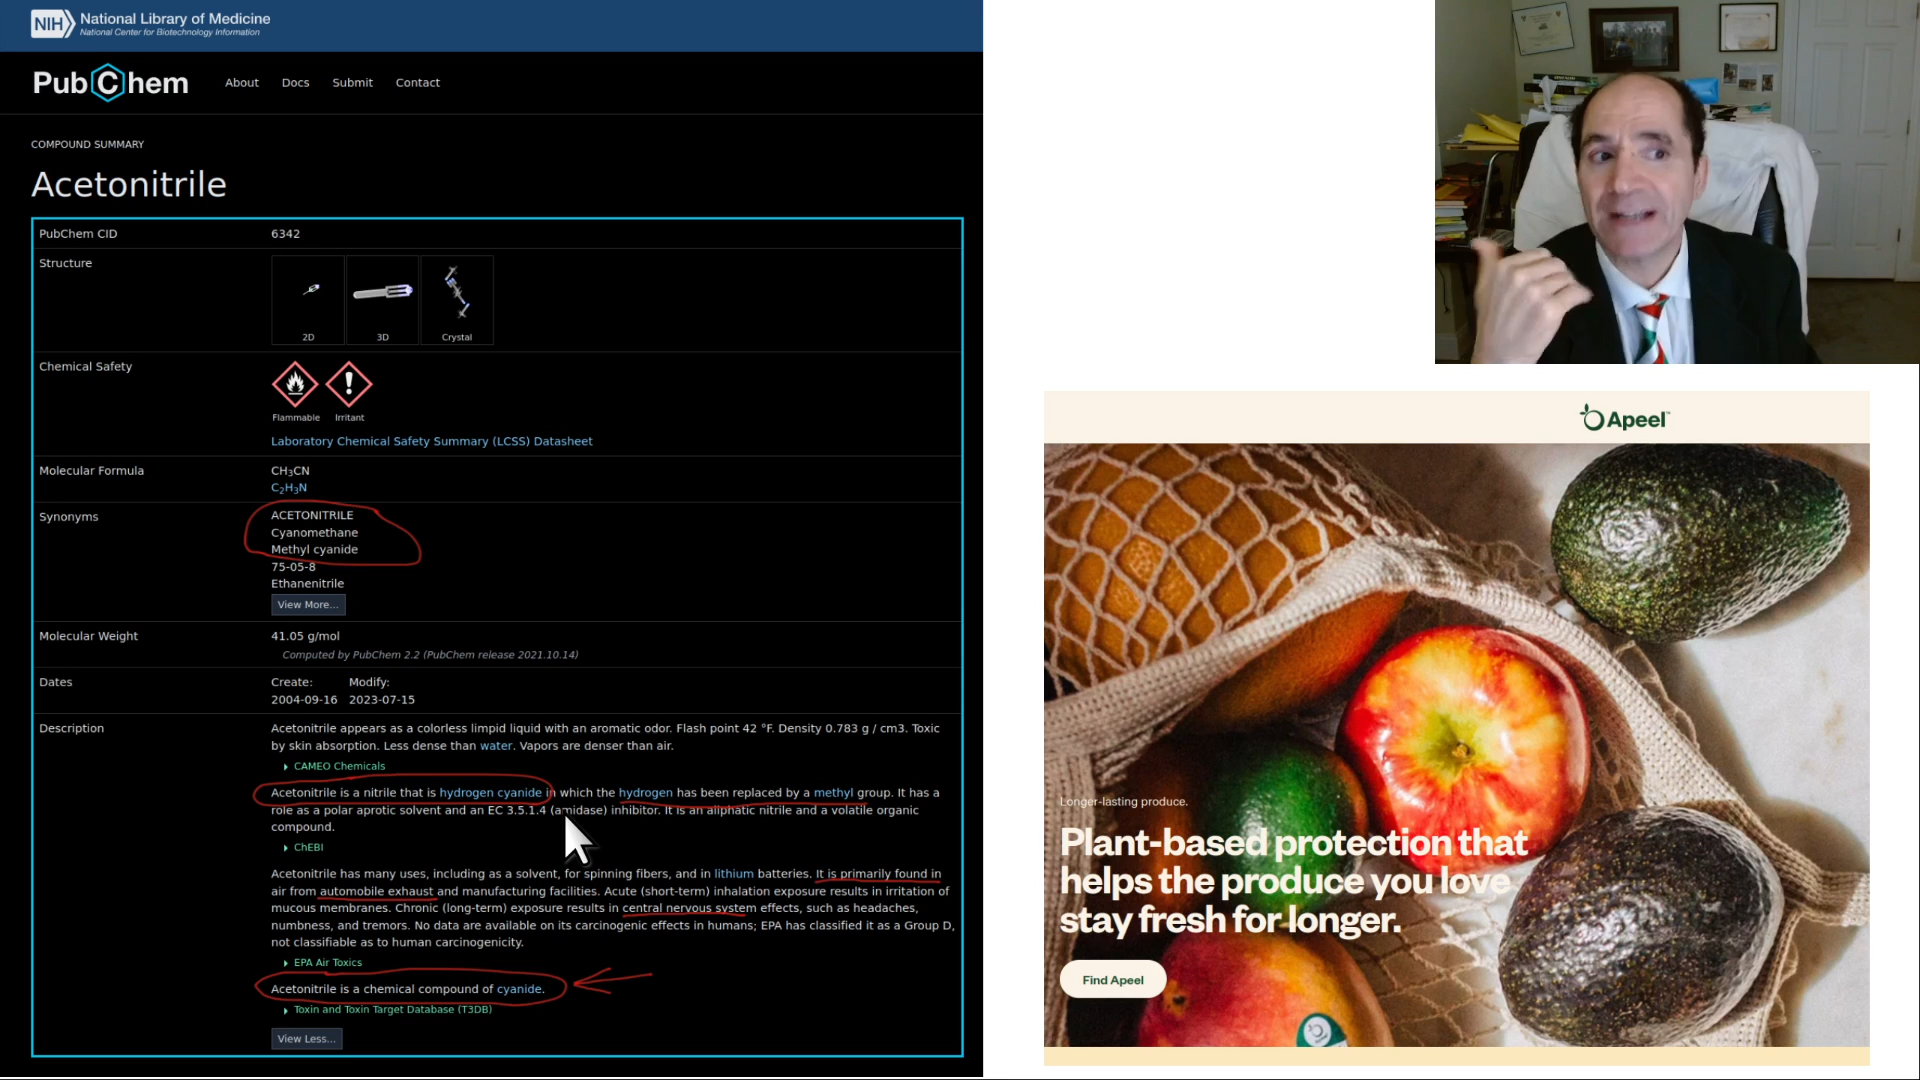 NIH
National Library of Medicine
National Center for Biotechnology Information
PubChem
About
Docs
Submit
Contact
COMPOUND SUMMARY
Acetonitrile
PubChem CID
6342
Structure
2D
3D
Crystal
Chemical Safety
Flammable
Irritant
Laboratory Chemical Safety Summary (LCSS) Datasheet
Molecular Formula
CH3CN
C2H3N
Synonyms
ACETONITRILE
Cyanomethane
Methyl cyanide
75-05-8
Ethanenitrile
View More...
Molecular Weight
41.05 g/mol
Computed by PubChem 2.2 (PubChem release 2021.10.14)
Dates
Create:
Modify:
2004-09-16
2023-07-15
Description
Acetonitrile appears as a colorless limpid liquid with an aromatic odor. Flash point 42 °F. Density 0.783 g / cm3. Toxic
by skin absorption. Less dense than water. Vapors are denser than air.
CAMEO Chemicals
Acetonitrile is a nitrile that is hydrogen cyanide in which the hydrogen has been replaced by a methyl group. It has a
role as a polar aprotic solvent and an EC 3.5.1.4 (amidase) inhibitor. It is an aliphatic nitrile and a volatile organic
compound.
ChEBI
Acetonitrile has many uses, including as a solvent, for spinning fibers, and in lithium batteries. It is primarily found in
air from automobile exhaust and manufacturing facilities. Acute (short-term) inhalation exposure results in irritation of
mucous membranes. Chronic (long-term) exposure results in central nervous system effects, such as headaches,
numbness, and tremors. No data are available on its carcinogenic effects in humans; EPA has classified it as a Group D,
not classifiable as to human carcinogenicity.
EPA Air Toxics
Acetonitrile is a chemical compound of cyanide.
Toxin and Toxin Target Database (T3DB)
View Less...
Apeel™
Longer-lasting produce.
Plant-based protection that
helps the produce you love
stay fresh for longer.
Find Apeel